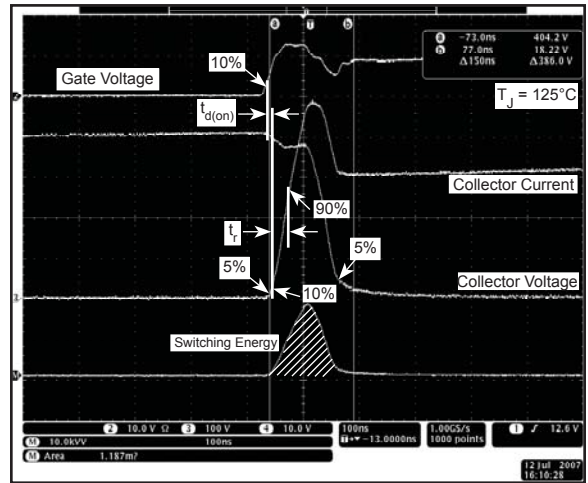 a b
a −73.0ns 404.2 V
b 77.0ns 18.22 V
Δ150ns Δ386.0 V
10%
Gate Voltage
T_J = 125°C
t_d(on)
Collector Current
90%
t_r
5%
5%
10%
Collector Voltage
Switching Energy
2 10.0 V Ω 3 100 V 4 10.0 V
100ns
1.00GS/s
1 12.6 V
M 10.0kVV 100ns
T→▾ −13.0000ns
1000 points
M Area 1.187m?
12 Jul 2007
16:10:28